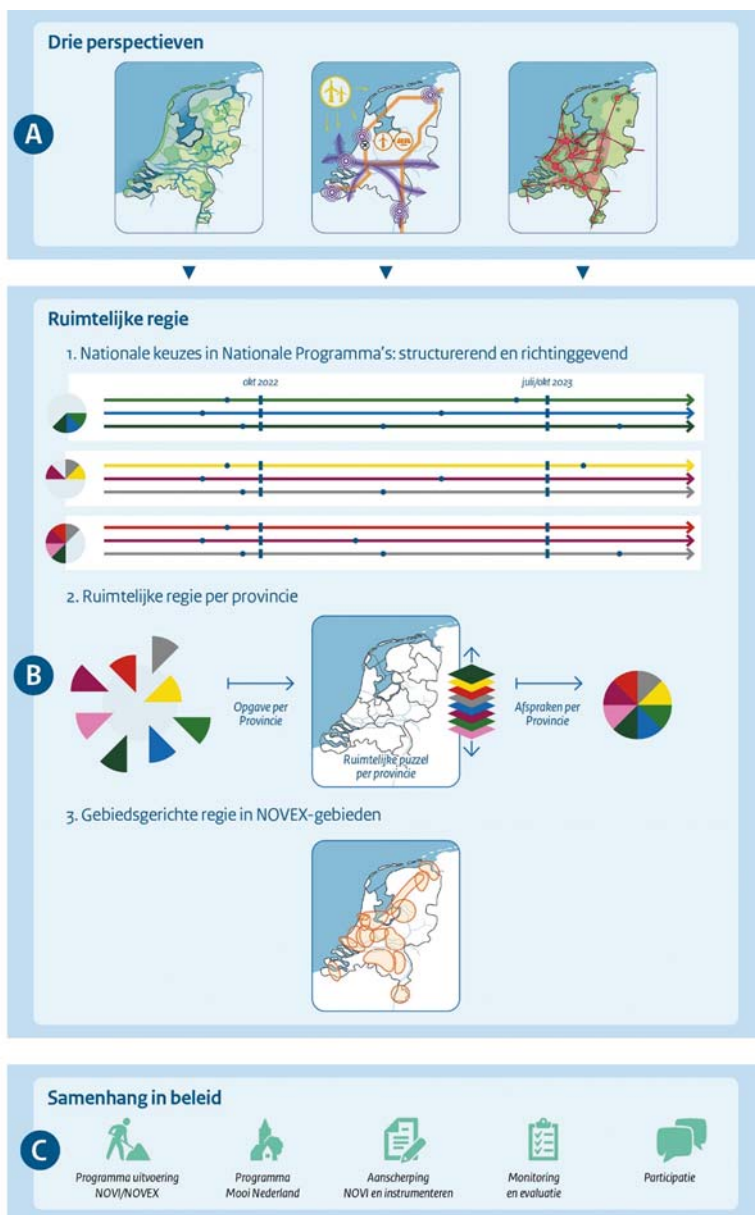 Drie perspectieven
A
Ruimtelijke regie
1. Nationale keuzes in Nationale Programma's: structurerend en richtinggevend
okt 2022
juli/okt 2023
2. Ruimtelijke regie per provincie
B
Opgave per
Provincie
Ruimtelijke puzzel
per provincie
Afspraken per
Provincie
3. Gebiedsgerichte regie in NOVEX-gebieden
Samenhang in beleid
C
Programma uitvoering
NOVI/NOVEX
Programma
Mooi Nederland
Aanscherping
NOVI en instrumenteren
Monitoring
en evaluatie
Participatie